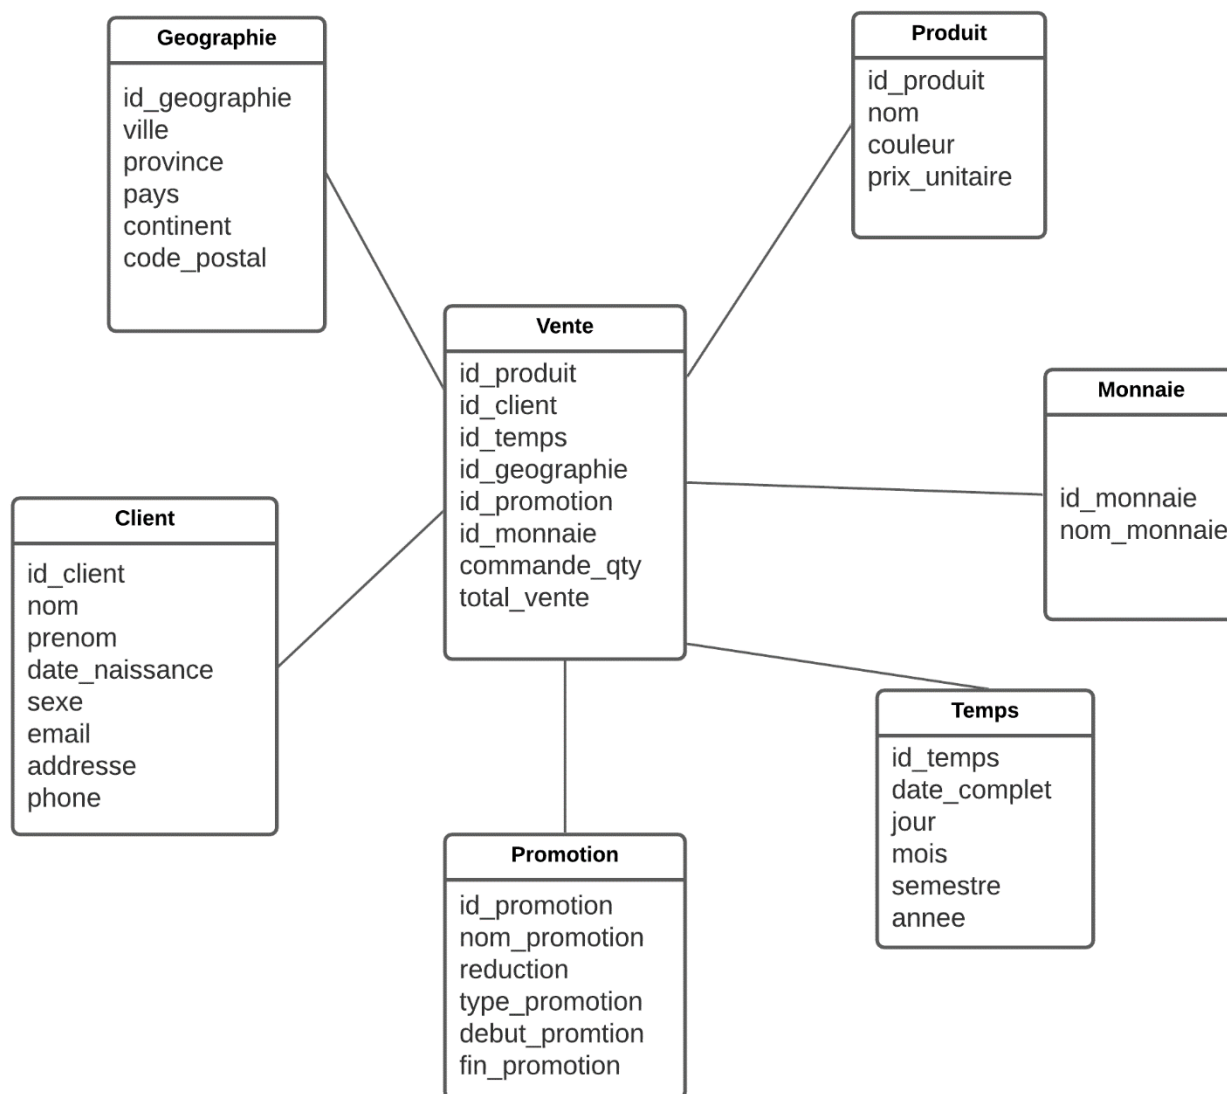 Geographie
id_geographie
ville
province
pays
continent
code_postal
Produit
id_produit
nom
couleur
prix_unitaire
Vente
id_produit
id_client
id_temps
id_geographie
id_promotion
id_monnaie
commande_qty
total_vente
Monnaie
id_monnaie
nom_monnaie
Client
id_client
nom
prenom
date_naissance
sexe
email
addresse
phone
Temps
id_temps
date_complet
jour
mois
semestre
annee
Promotion
id_promotion
nom_promotion
reduction
type_promotion
debut_promtion
fin_promotion